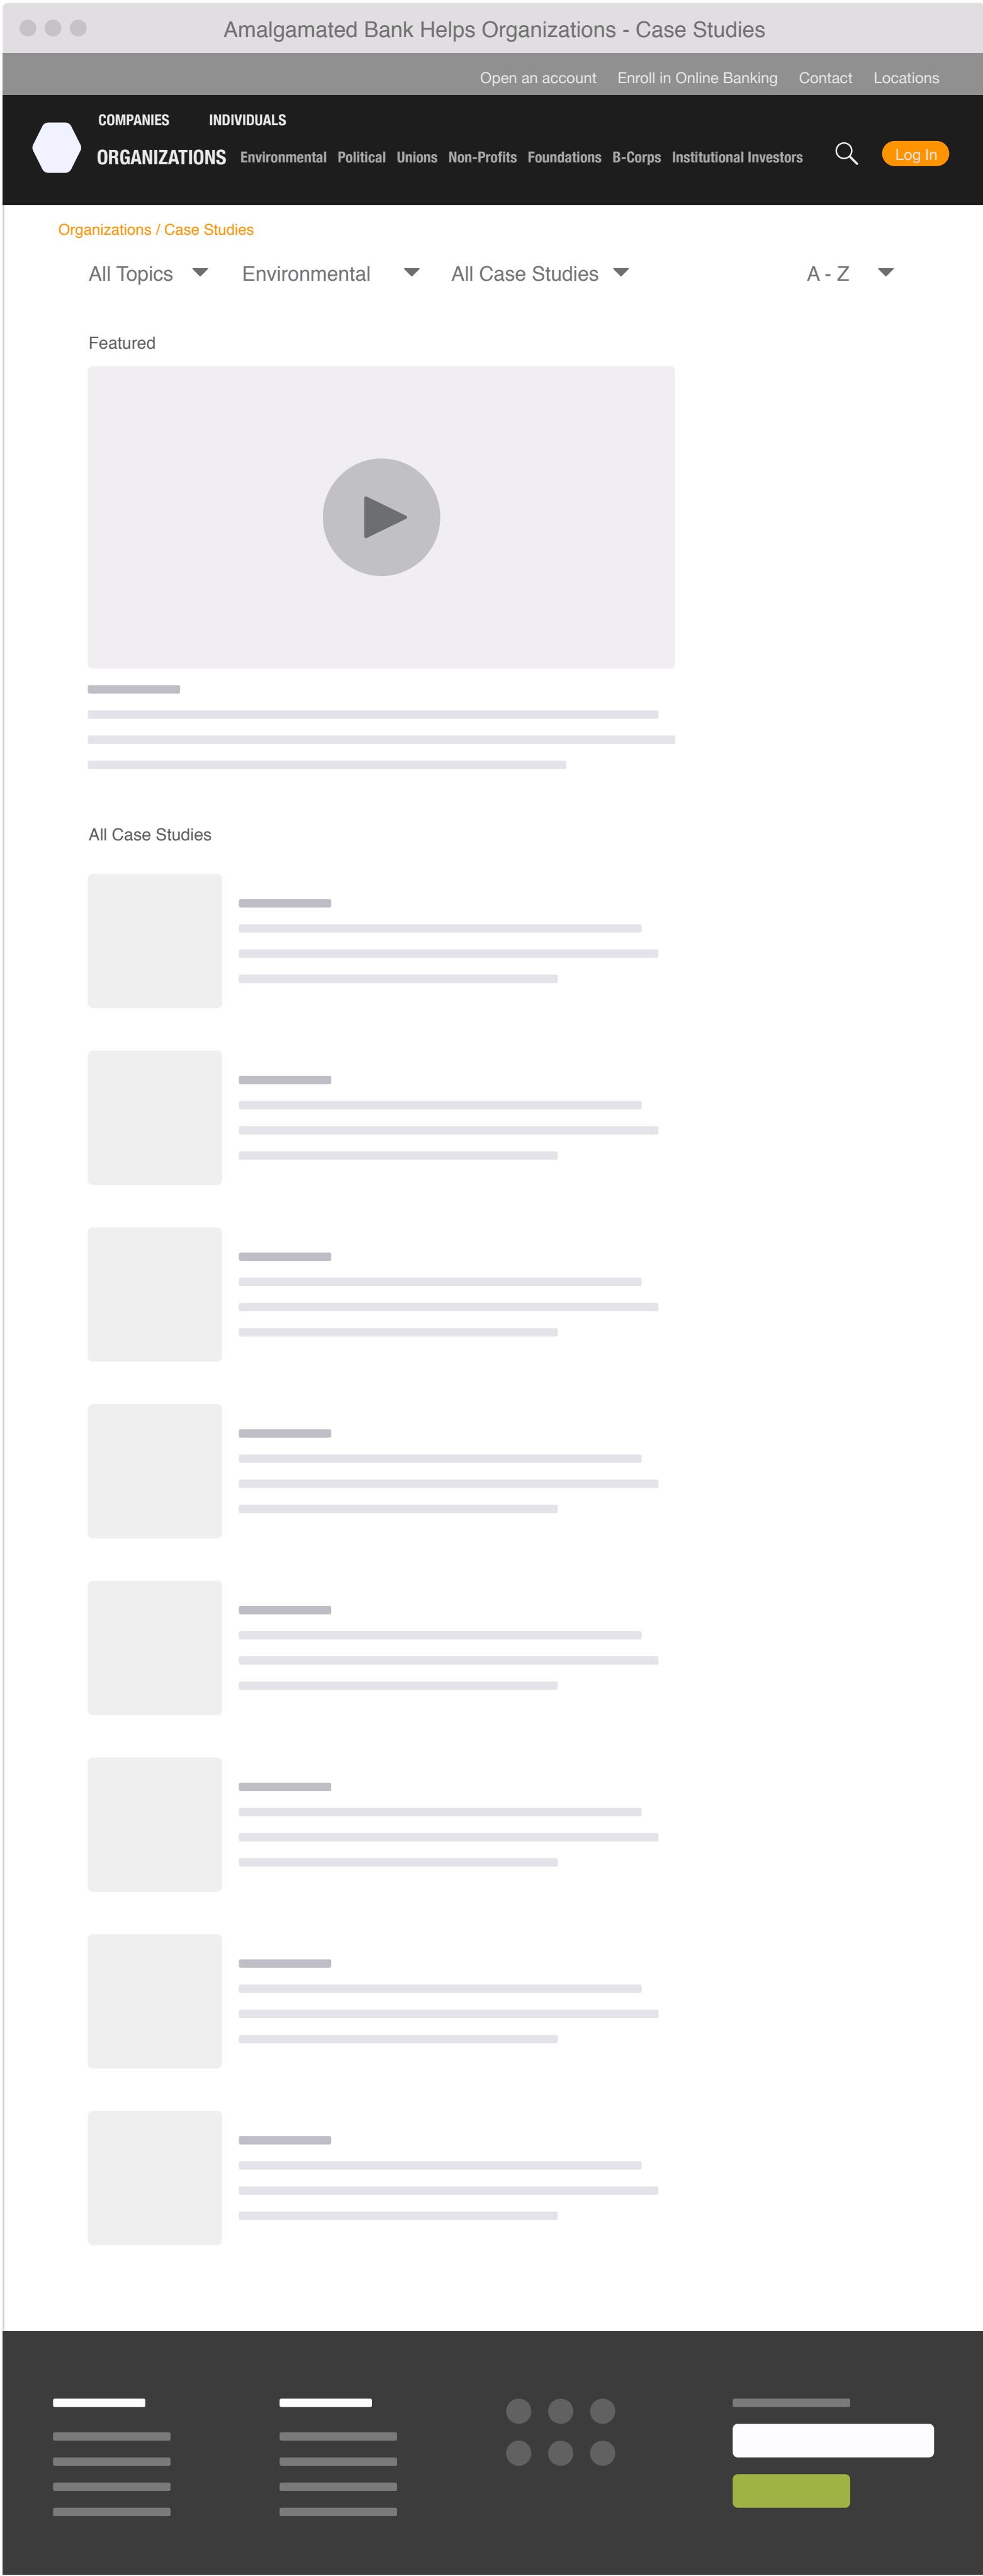 Amalgamated Bank Helps Organizations - Case Studies
Open an account Enroll in Online Banking Contact Locations
COMPANIES INDIVIDUALS
ORGANIZATIONS Environmental Political Unions Non-Profits Foundations B-Corps Institutional Investors Log In
Organizations / Case Studies
All Topics Environmental All Case Studies A - Z
Featured
All Case Studies